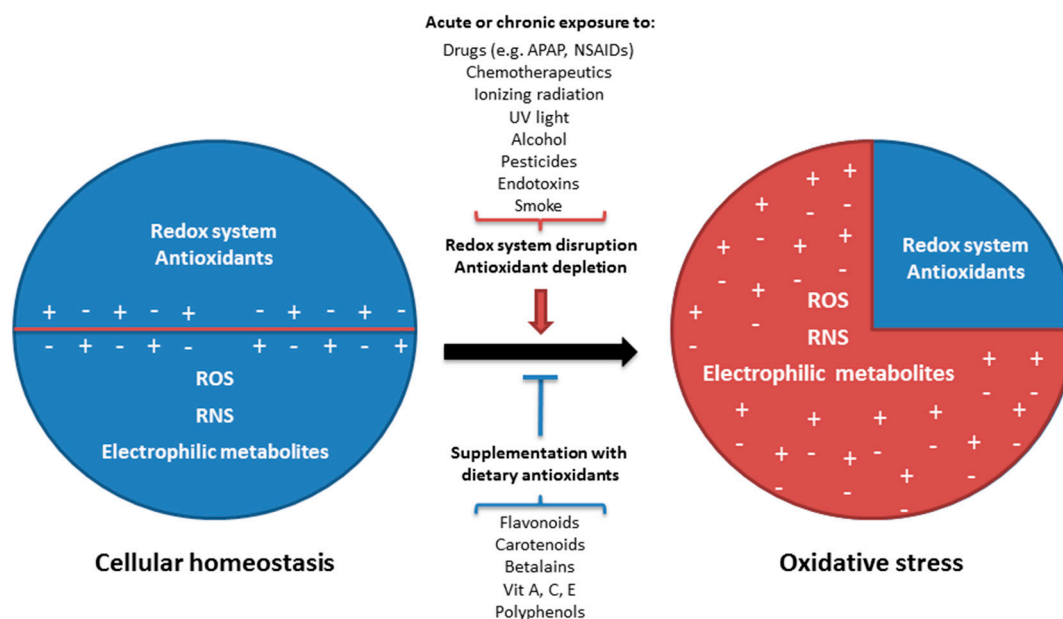 Acute or chronic exposure to:
Drugs (e.g. APAP, NSAIDs)
Chemotherapeutics
Ionizing radiation
UV light
Alcohol
Pesticides
Endotoxins
Smoke
Redox system disruption
Antioxidant depletion
Redox system
Antioxidants
+ - + - + - + - + -
- + - + - + - + - +
ROS
RNS
Electrophilic metabolites
Cellular homeostasis
Supplementation with
dietary antioxidants
Flavonoids
Carotenoids
Betalains
Vit A, C, E
Polyphenols
Redox system
Antioxidants
ROS
RNS
Electrophilic metabolites
Oxidative stress